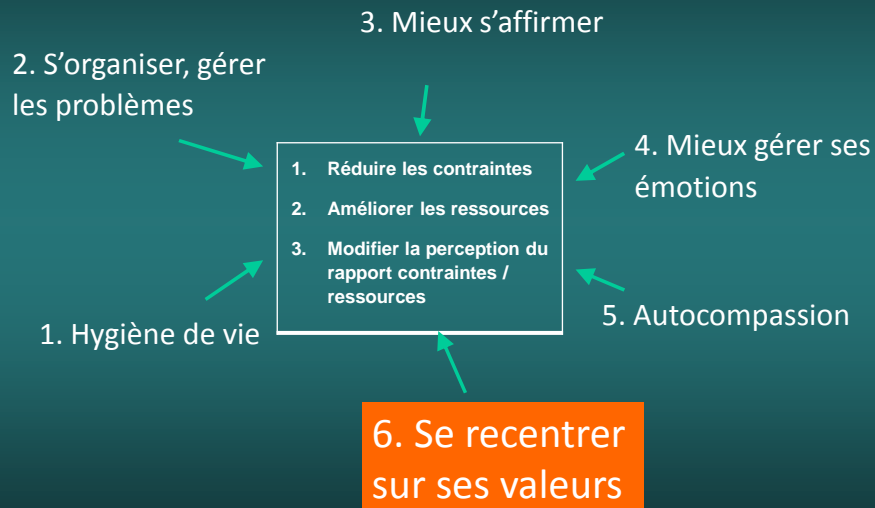 3. Mieux s'affirmer
2. S'organiser, gérer
les problèmes
4. Mieux gérer ses
émotions
1. Réduire les contraintes
2. Améliorer les ressources
3. Modifier la perception du
rapport contraintes /
ressources
1. Hygiène de vie
5. Autocompassion
6. Se recentrer
sur ses valeurs